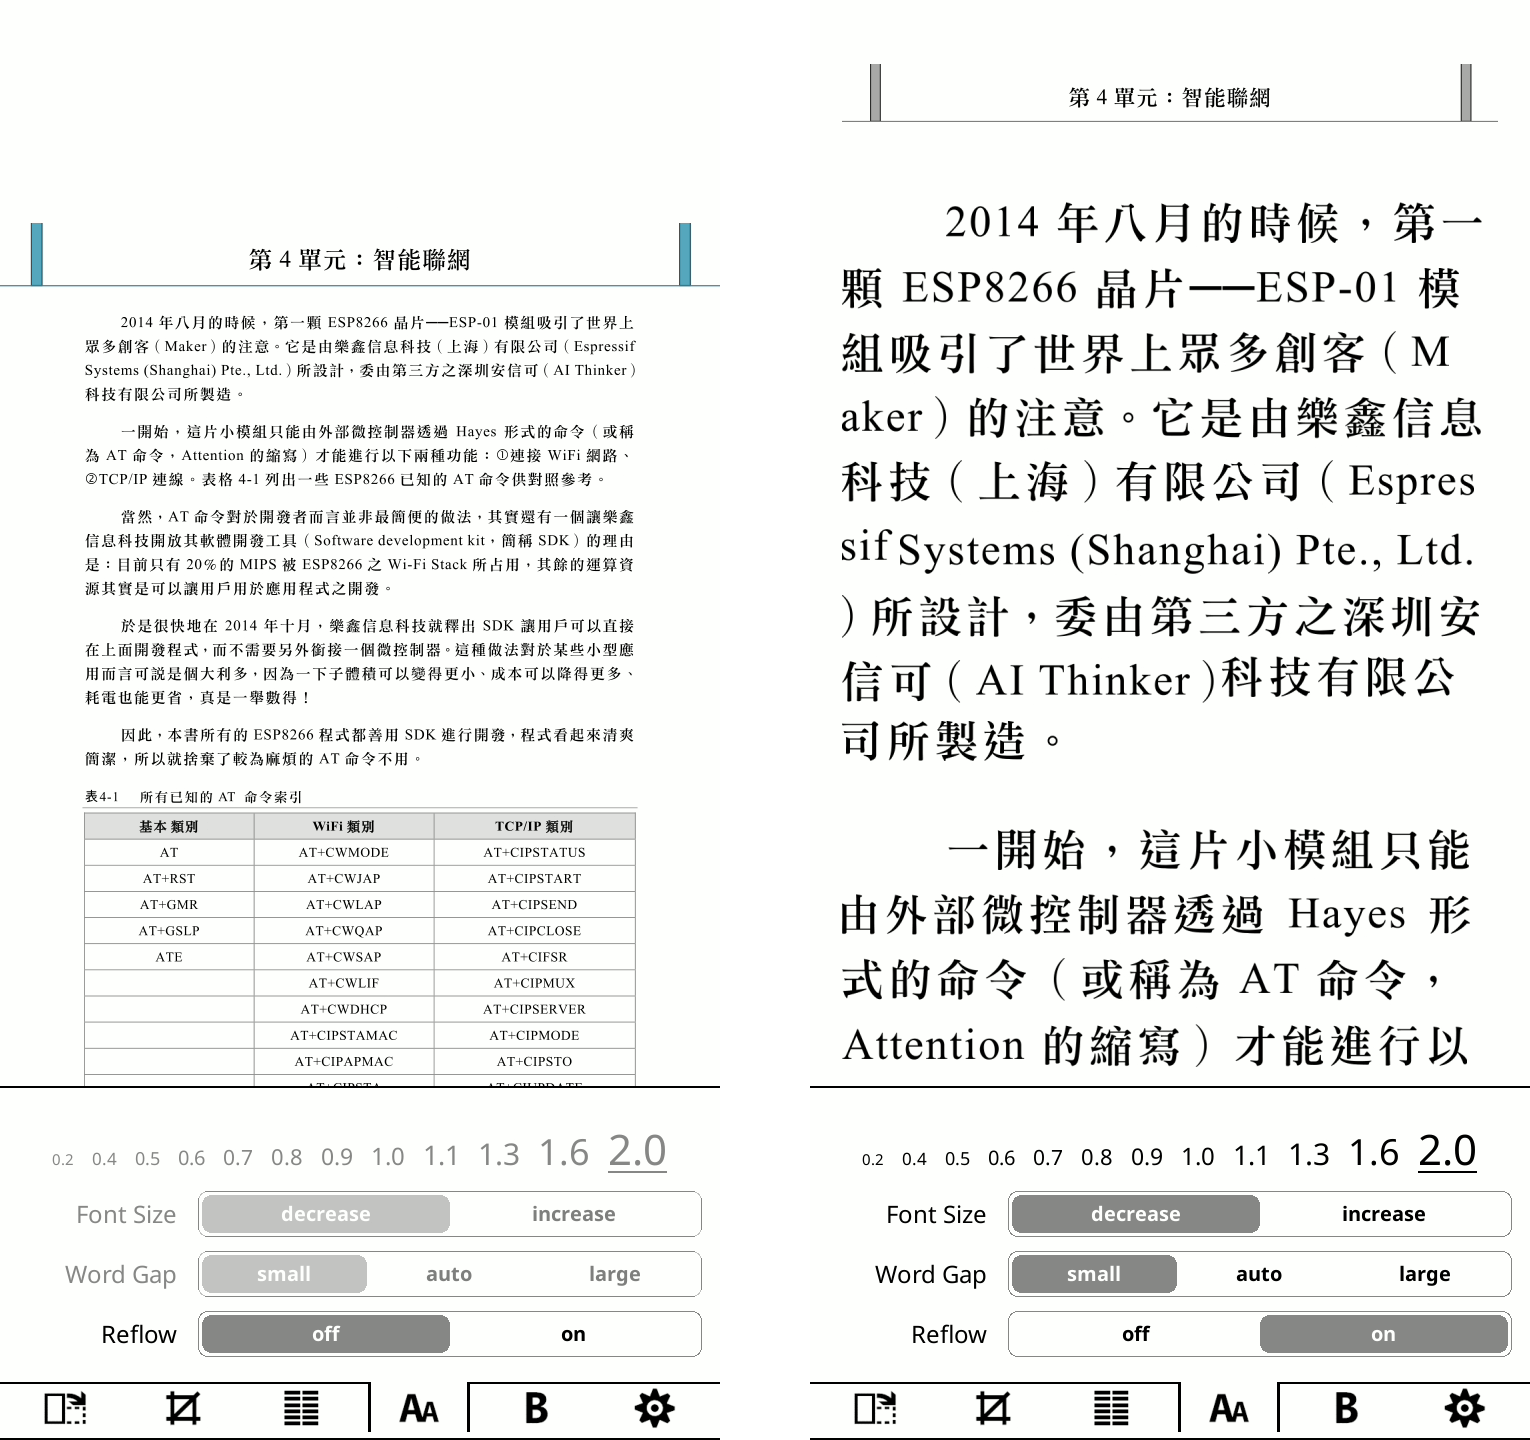 第 4 單元：智能聯網
2014 年八月的時候，第一顆 ESP8266 晶片──ESP-01 模組吸引了世界上
眾多創客（Maker）的注意。它是由樂鑫信息科技（上海）有限公司（Espressif
Systems (Shanghai) Pte., Ltd.）所設計，委由第三方之深圳安信可（AI Thinker）
科技有限公司所製造。
一開始，這片小模組只能由外部微控制器透過 Hayes 形式的命令（或稱
為 AT 命令，Attention 的縮寫）才能進行以下兩種功能：①連接 WiFi 網路、
②TCP/IP 連線。表格 4-1 列出一些 ESP8266 已知的 AT 命令供對照參考。
當然，AT 命令對於開發者而言並非最簡便的做法，其實還有一個讓樂鑫
信息科技開放其軟體開發工具（Software development kit，簡稱 SDK）的理由
是：目前只有 20%的 MIPS 被 ESP8266 之 Wi-Fi Stack 所占用，其餘的運算資
源其實是可以讓用戶用於應用程式之開發。
於是很快地在 2014 年十月，樂鑫信息科技就釋出 SDK 讓用戶可以直接
在上面開發程式，而不需要另外銜接一個微控制器。這種做法對於某些小型應
用而言可說是個大利多，因為一下子體積可以變得更小、成本可以降得更多、
耗電也能更省，真是一舉數得！
因此，本書所有的 ESP8266 程式都善用 SDK 進行開發，程式看起來清爽
簡潔，所以就捨棄了較為麻煩的 AT 命令不用。
表4-1 所有已知的 AT 命令索引
基本 類別 WiFi 類別 TCP/IP 類別
AT AT+CWMODE AT+CIPSTATUS
AT+RST AT+CWJAP AT+CIPSTART
AT+GMR AT+CWLAP AT+CIPSEND
AT+GSLP AT+CWQAP AT+CIPCLOSE
ATE AT+CWSAP AT+CIFSR
AT+CWLIF AT+CIPMUX
AT+CWDHCP AT+CIPSERVER
AT+CIPSTAMAC AT+CIPMODE
AT+CIPAPMAC AT+CIPSTO
AT+CIPSTA AT+CIUPDATE
0.2 0.4 0.5 0.6 0.7 0.8 0.9 1.0 1.1 1.3 1.6 2.0
Font Size decrease increase
Word Gap small auto large
Reflow off on
AA B
第 4 單元：智能聯網
2014 年八月的時候，第一
顆 ESP8266 晶片──ESP-01 模
組吸引了世界上眾多創客（M
aker）的注意。它是由樂鑫信息
科技（上海）有限公司（Espres
sif Systems (Shanghai) Pte., Ltd.
）所設計，委由第三方之深圳安
信可（AI Thinker)科技有限公
司所製造。
一開始，這片小模組只能
由外部微控制器透過 Hayes 形
式的命令（或稱為 AT 命令，
Attention 的縮寫）才能進行以
0.2 0.4 0.5 0.6 0.7 0.8 0.9 1.0 1.1 1.3 1.6 2.0
Font Size decrease increase
Word Gap small auto large
Reflow off on
AA B